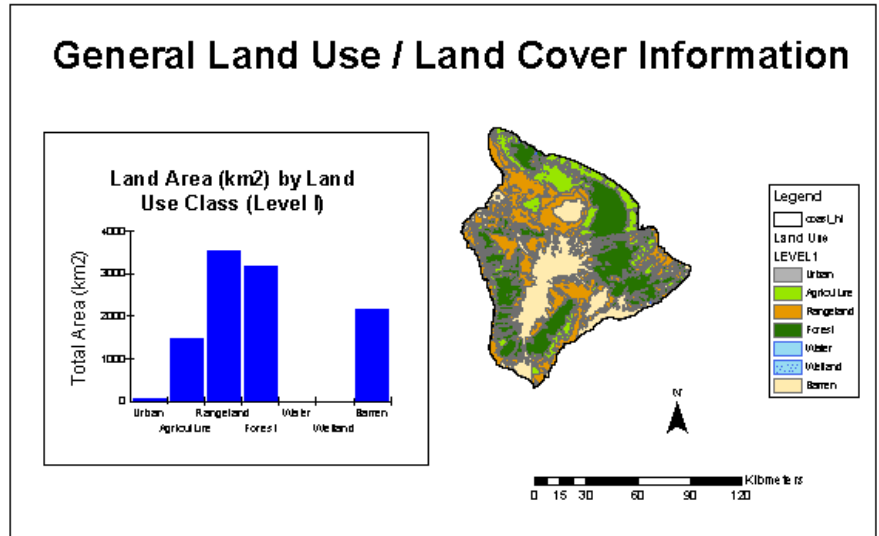 General Land Use / Land Cover Information
Land Area (km2) by Land
Use Class (Level I)
Total Area (km2)
4000
3000
2000
1000
0
Urban
Rangeland
Water
Barren
Agriculture
Forest
Wetland
Legend
coast_hi
Land Use
LEVEL1
Urban
Agriculture
Rangeland
Forest
Water
Wetland
Barren
N
Kilometers
0 15 30 60 90 120